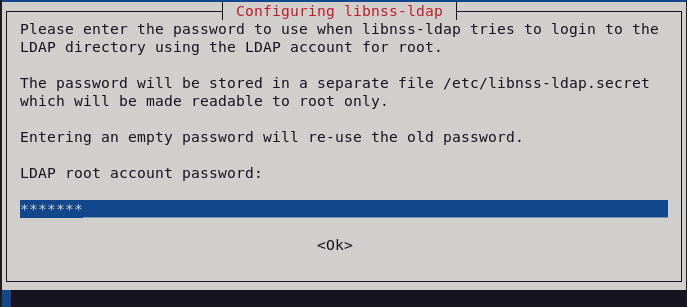 Configuring libnss-ldap
Please enter the password to use when libnss-ldap tries to login to the
LDAP directory using the LDAP account for root.
The password will be stored in a separate file /etc/libnss-ldap.secret
which will be made readable to root only.
Entering an empty password will re-use the old password.
LDAP root account password:
*******
<Ok>